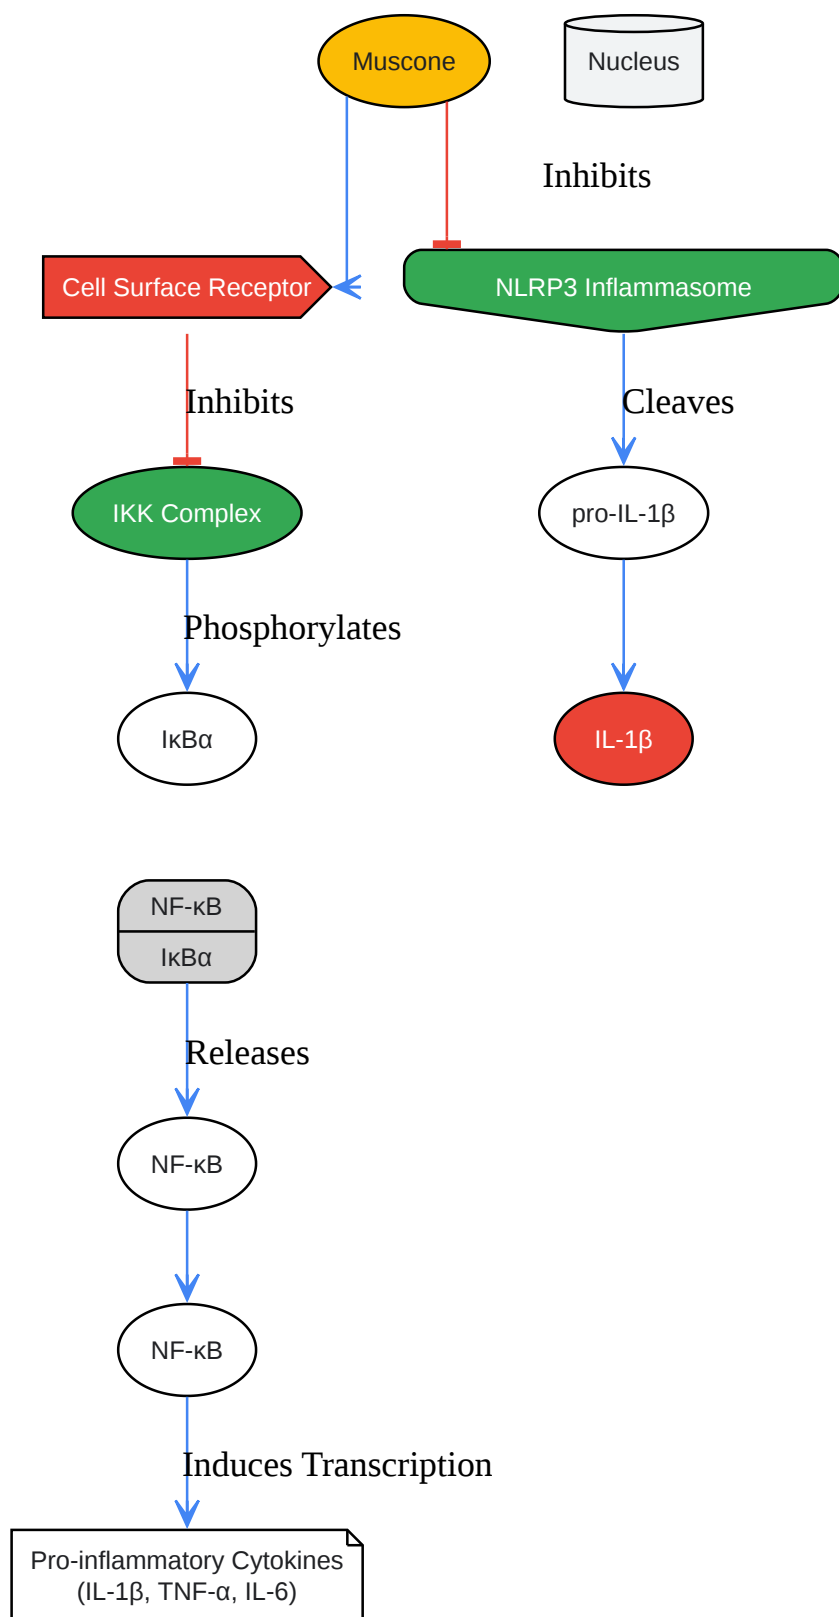 Muscone
Nucleus
Inhibits
Cell Surface Receptor
NLRP3 Inflammasome
Inhibits
Cleaves
IKK Complex
pro-IL-1β
Phosphorylates
IκBα
IL-1β
NF-κB
IκBα
Releases
NF-κB
NF-κB
Induces Transcription
Pro-inflammatory Cytokines
(IL-1β, TNF-α, IL-6)